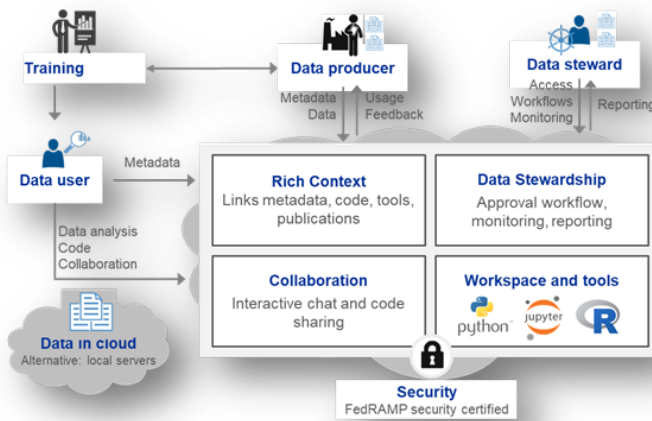 Training
Data producer
Data steward
Metadata
Data
Usage
Feedback
Access
Workflows
Monitoring
Reporting
Data user
Metadata
Rich Context
Links metadata, code, tools,
publications
Data Stewardship
Approval workflow,
monitoring, reporting
Data analysis
Code
Collaboration
Collaboration
Interactive chat and code
sharing
Workspace and tools
python™
jupyter
R
Data in cloud
Alternative: local servers
Security
FedRAMP security certified